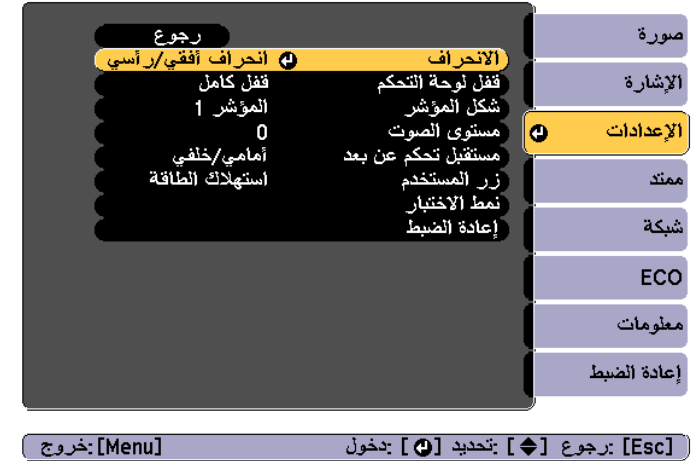 صورة
الإشارة
الإعدادات
ممتد
شبكة
ECO
معلومات
إعادة الضبط
رجوع
الانحراف انحراف أفقي/رأسي
قفل لوحة التحكم قفل كامل
شكل المؤشر المؤشر 1
مستوى الصوت 0
مستقبل تحكم عن بعد أمامي/خلفي
زر المستخدم استهلاك الطاقة
نمط الاختبار
إعادة الضبط
[Esc] :رجوع [◆] :تحديد [⏎] :دخول [Menu] :خروج